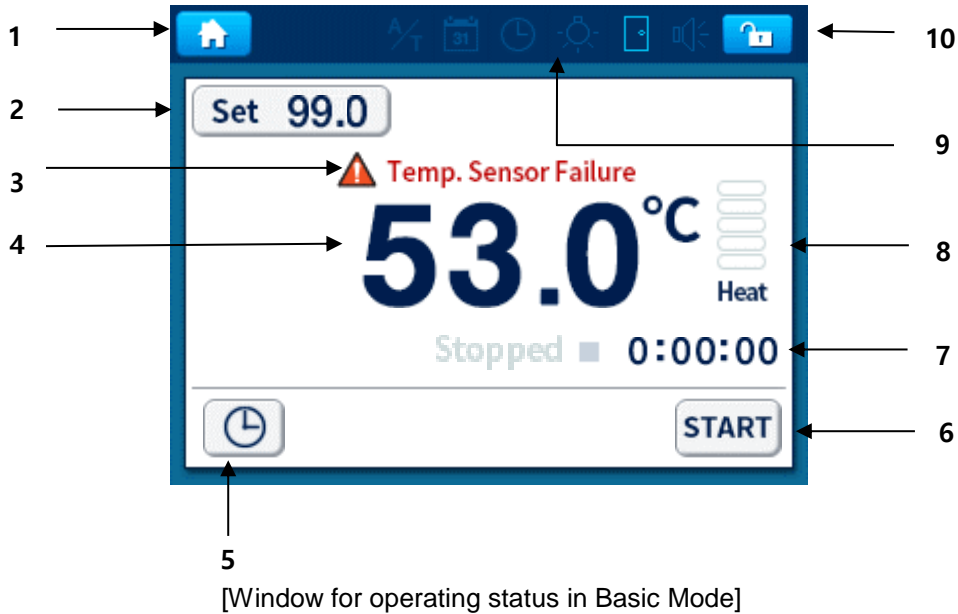 1
A/T 31
10
2
Set 99.0
9
3
Temp. Sensor Failure
4
53.0°C
8
Heat
Stopped 0:00:00
7
START
6
5
[Window for operating status in Basic Mode]